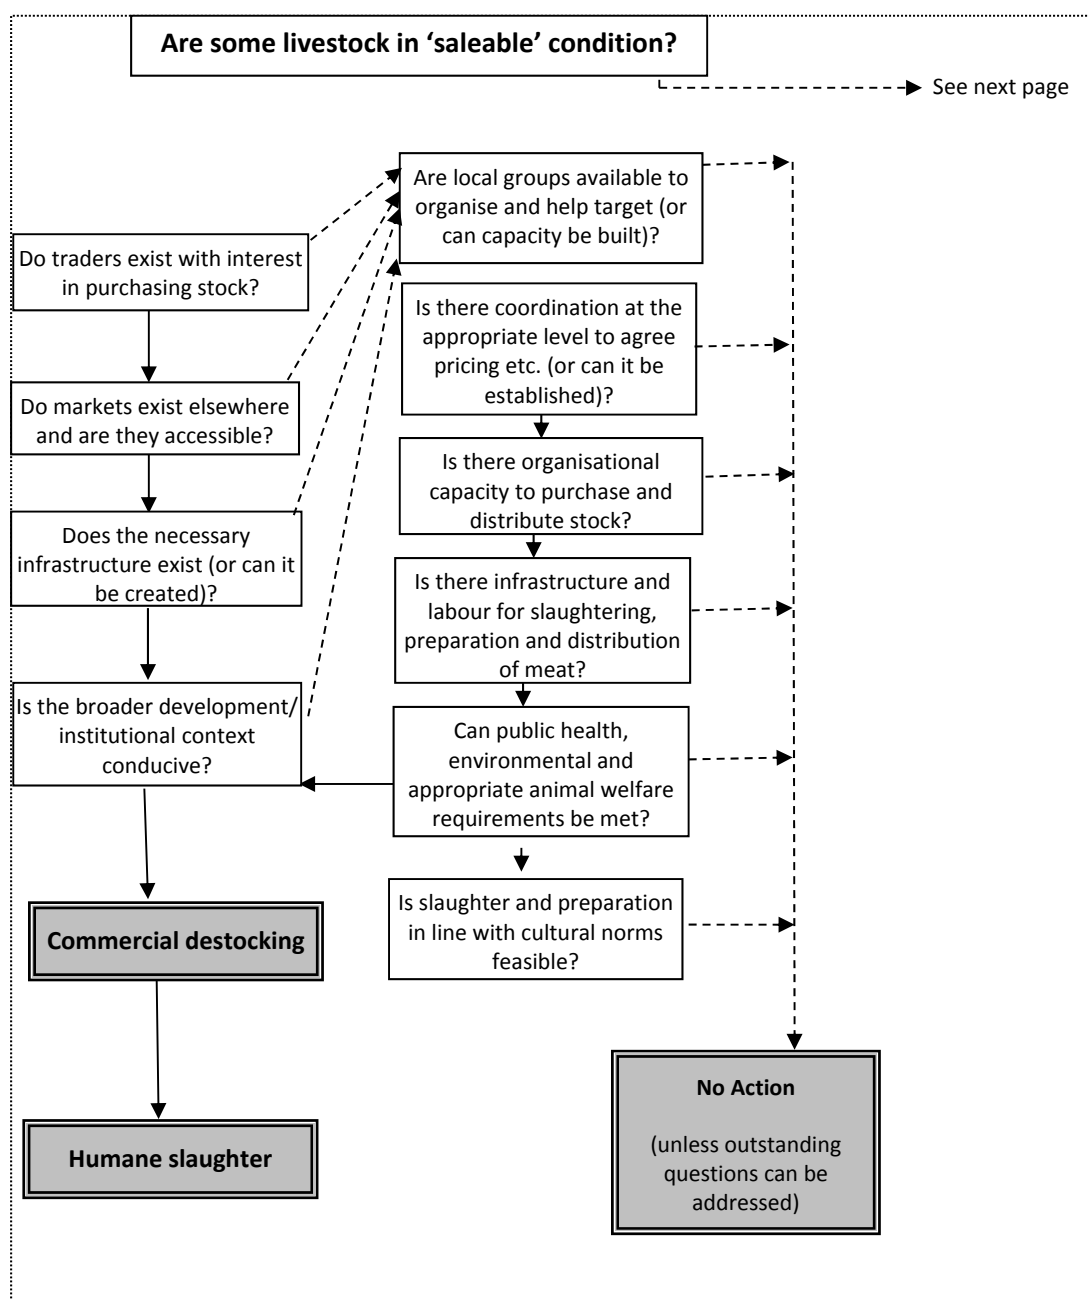 Are some livestock in ‘saleable’ condition?
See next page
Are local groups available to
organise and help target (or
can capacity be built)?
Do traders exist with interest
in purchasing stock?
Is there coordination at the
appropriate level to agree
pricing etc. (or can it be
established)?
Do markets exist elsewhere
and are they accessible?
Is there organisational
capacity to purchase and
distribute stock?
Does the necessary
infrastructure exist (or can it
be created)?
Is there infrastructure and
labour for slaughtering,
preparation and distribution
of meat?
Is the broader development/
institutional context
conducive?
Can public health,
environmental and
appropriate animal welfare
requirements be met?
Is slaughter and preparation
in line with cultural norms
feasible?
Commercial destocking
Humane slaughter
No Action
(unless outstanding
questions can be
addressed)